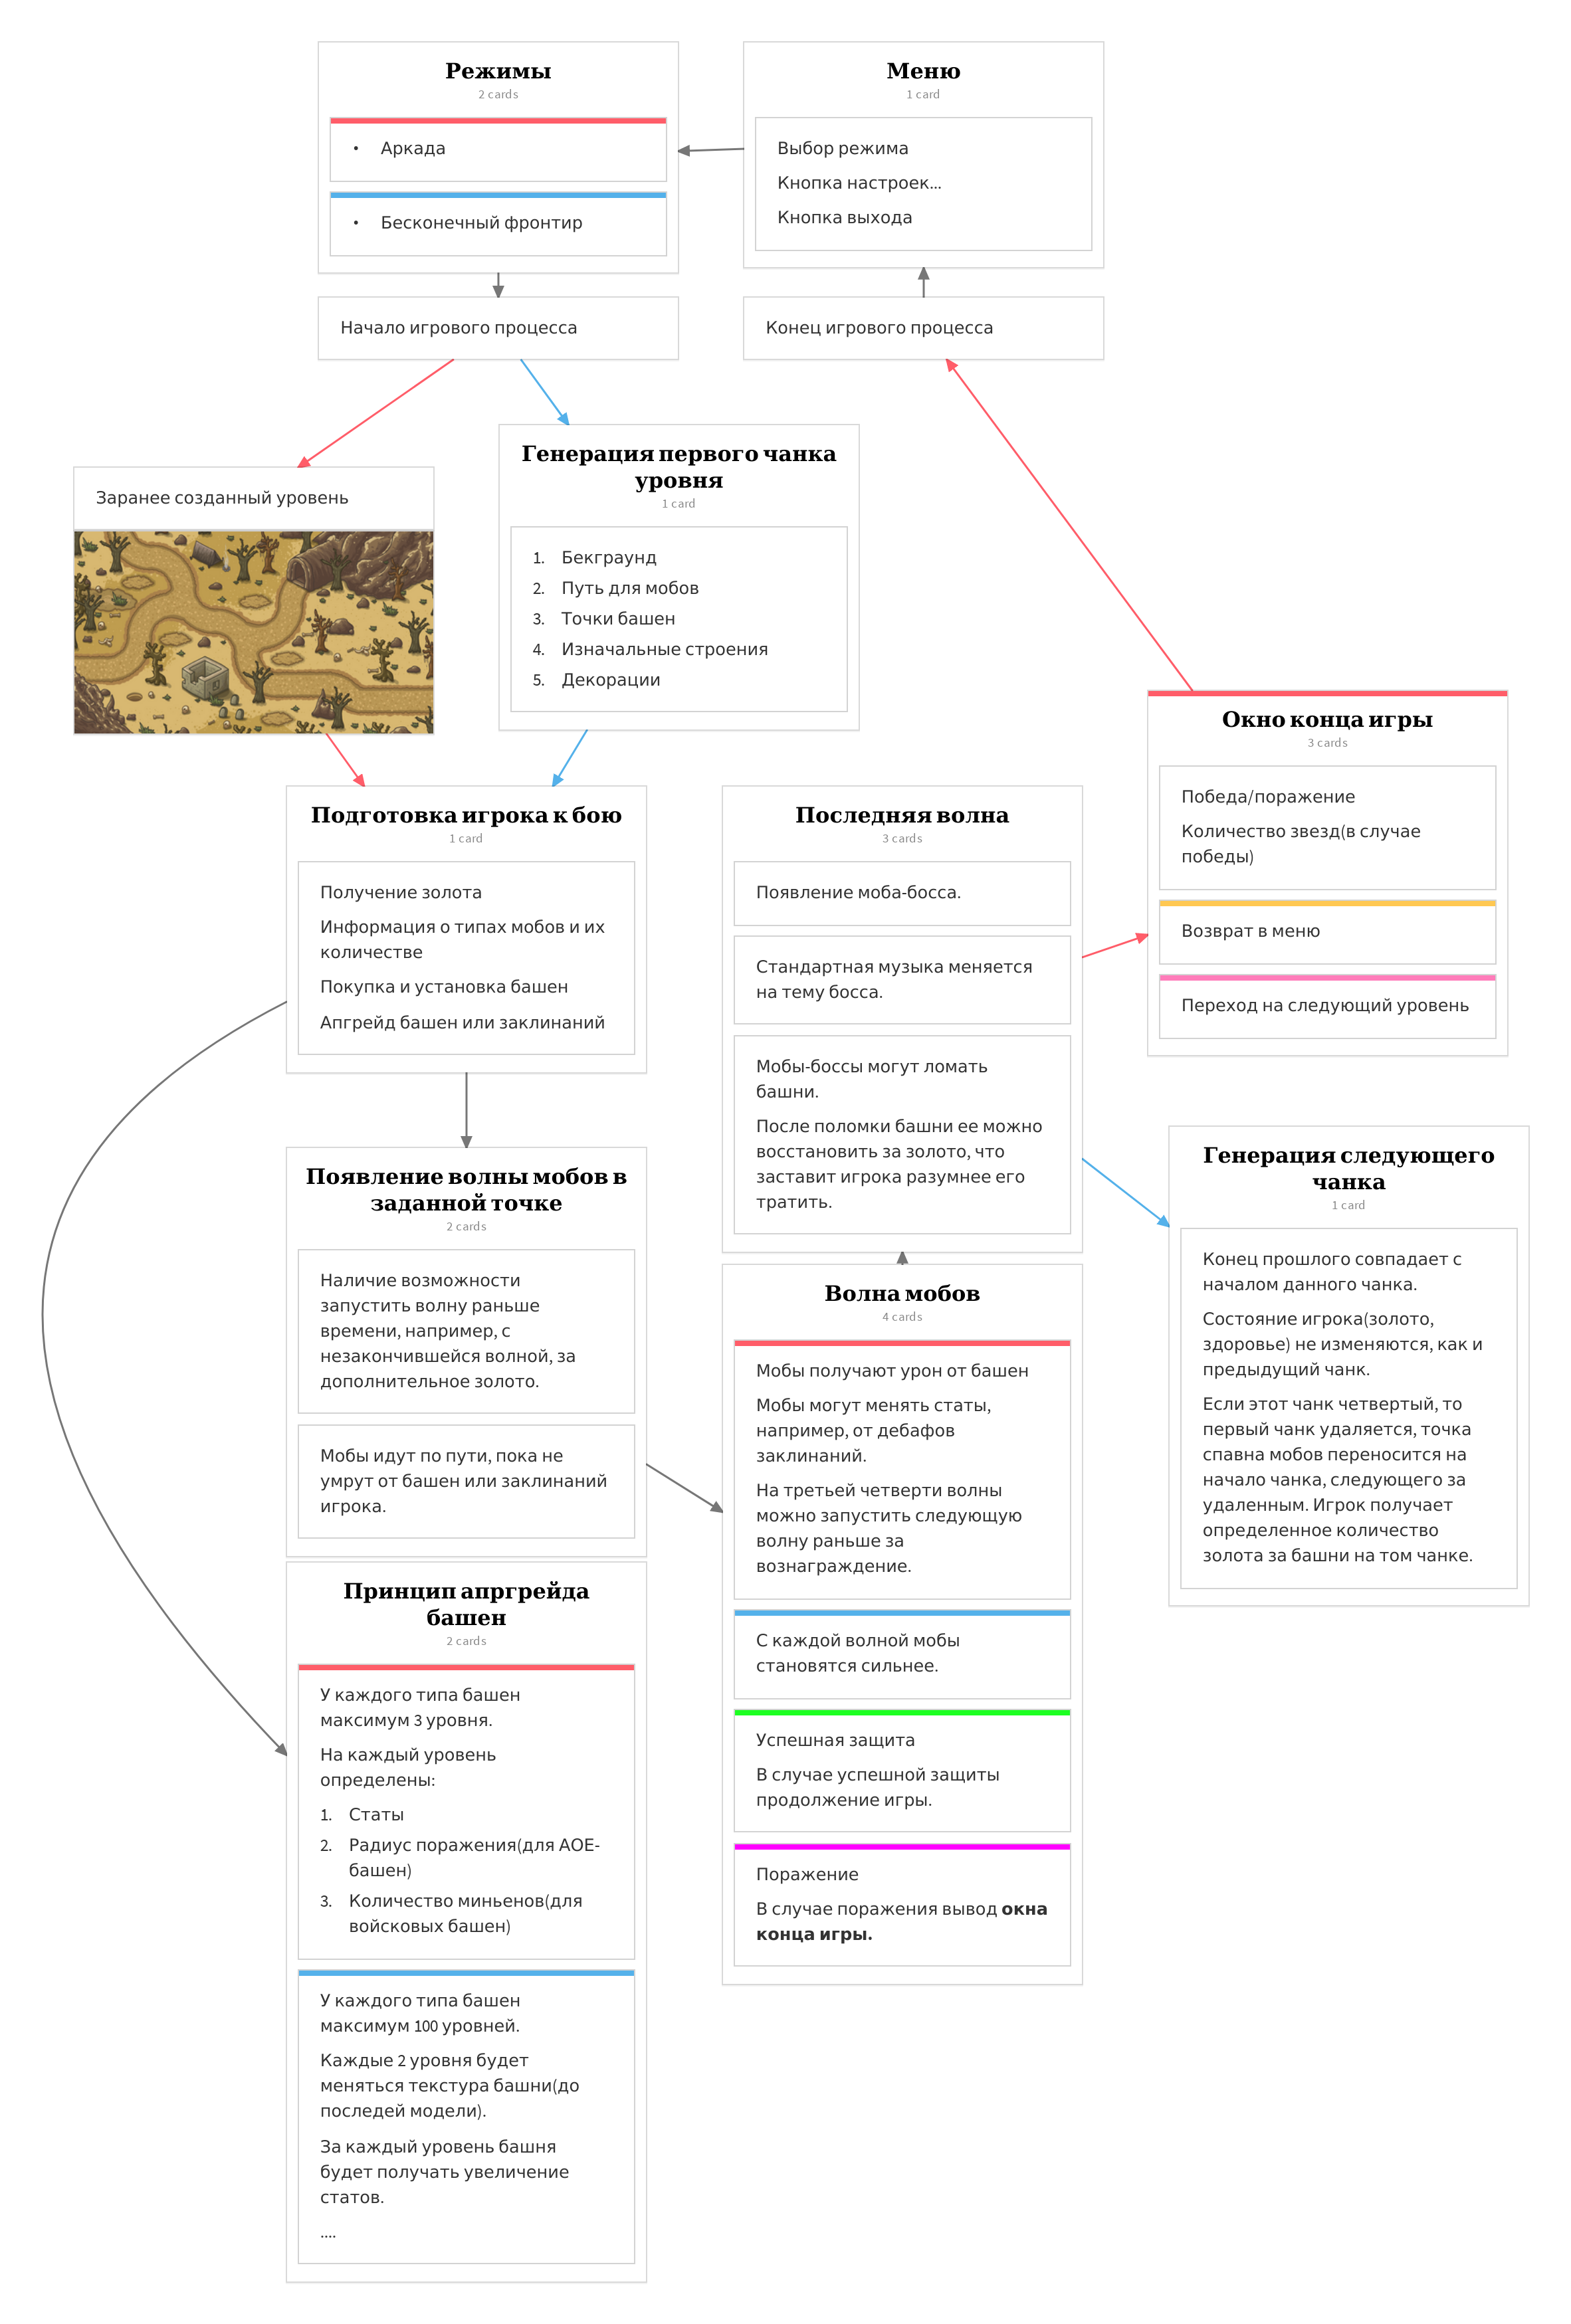 Режимы
2 cards
• Аркада
• Бесконечный фронтир
Меню
1 card
Выбор режима
Кнопка настроек...
Кнопка выхода
Начало игрового процесса
Конец игрового процесса
Заранее созданный уровень
Генерация первого чанка
уровня
1 card
1. Бекграунд
2. Путь для мобов
3. Точки башен
4. Изначальные строения
5. Декорации
Окно конца игры
3 cards
Победа/поражение
Количество звезд(в случае
победы)
Возврат в меню
Переход на следующий уровень
Подготовка игрока к бою
1 card
Получение золота
Информация о типах мобов и их
количестве
Покупка и установка башен
Апгрейд башен или заклинаний
Последняя волна
3 cards
Появление моба-босса.
Стандартная музыка меняется
на тему босса.
Мобы-боссы могут ломать
башни.
После поломки башни ее можно
восстановить за золото, что
заставит игрока разумнее его
тратить.
Генерация следующего
чанка
1 card
Конец прошлого совпадает с
началом данного чанка.
Состояние игрока(золото,
здоровье) не изменяются, как и
предыдущий чанк.
Если этот чанк четвертый, то
первый чанк удаляется, точка
спавна мобов переносится на
начало чанка, следующего за
удаленным. Игрок получает
определенное количество
золота за башни на том чанке.
Появление волны мобов в
заданной точке
2 cards
Наличие возможности
запустить волну раньше
времени, например, с
незакончившейся волной, за
дополнительное золото.
Мобы идут по пути, пока не
умрут от башен или заклинаний
игрока.
Волна мобов
4 cards
Мобы получают урон от башен
Мобы могут менять статы,
например, от дебафов
заклинаний.
На третьей четверти волны
можно запустить следующую
волну раньше за
вознаграждение.
С каждой волной мобы
становятся сильнее.
Успешная защита
В случае успешной защиты
продолжение игры.
Поражение
В случае поражения вывод окна
конца игры.
Принцип апргрейда
башен
2 cards
У каждого типа башен
максимум 3 уровня.
На каждый уровень
определены:
1. Статы
2. Радиус поражения(для АОЕ-
башен)
3. Количество миньенов(для
войсковых башен)
У каждого типа башен
максимум 100 уровней.
Каждые 2 уровня будет
меняться текстура башни(до
последей модели).
За каждый уровень башня
будет получать увеличение
статов.
....